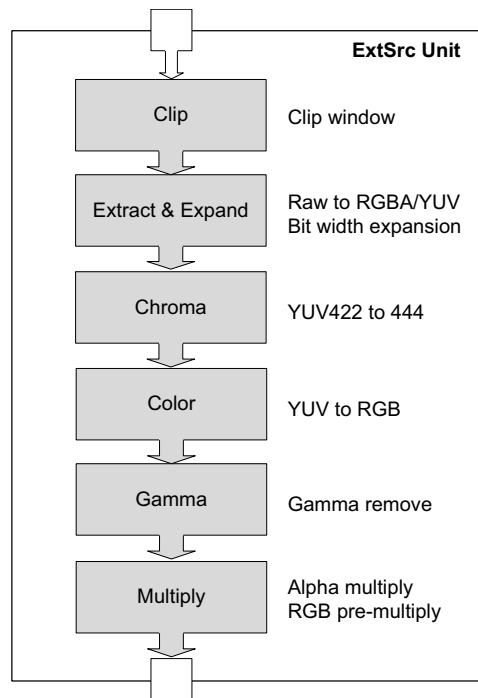 ExtSrc Unit
Clip
Clip window
Extract & Expand
Raw to RGBA/YUV
Bit width expansion
Chroma
YUV422 to 444
Color
YUV to RGB
Gamma
Gamma remove
Multiply
Alpha multiply
RGB pre-multiply